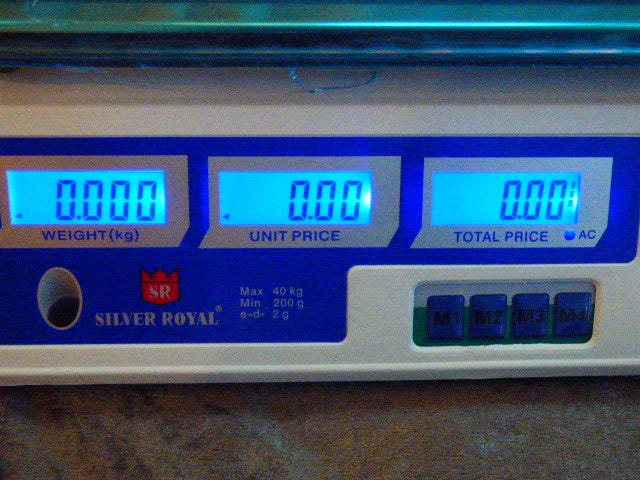 0.000
0.00
0.00
WEIGHT(kg)
UNIT PRICE
TOTAL PRICE
AC
SR
SILVER ROYAL®
Max 40 kg
Min 200 g
e=d= 2 g
M1 M2 M3 M4